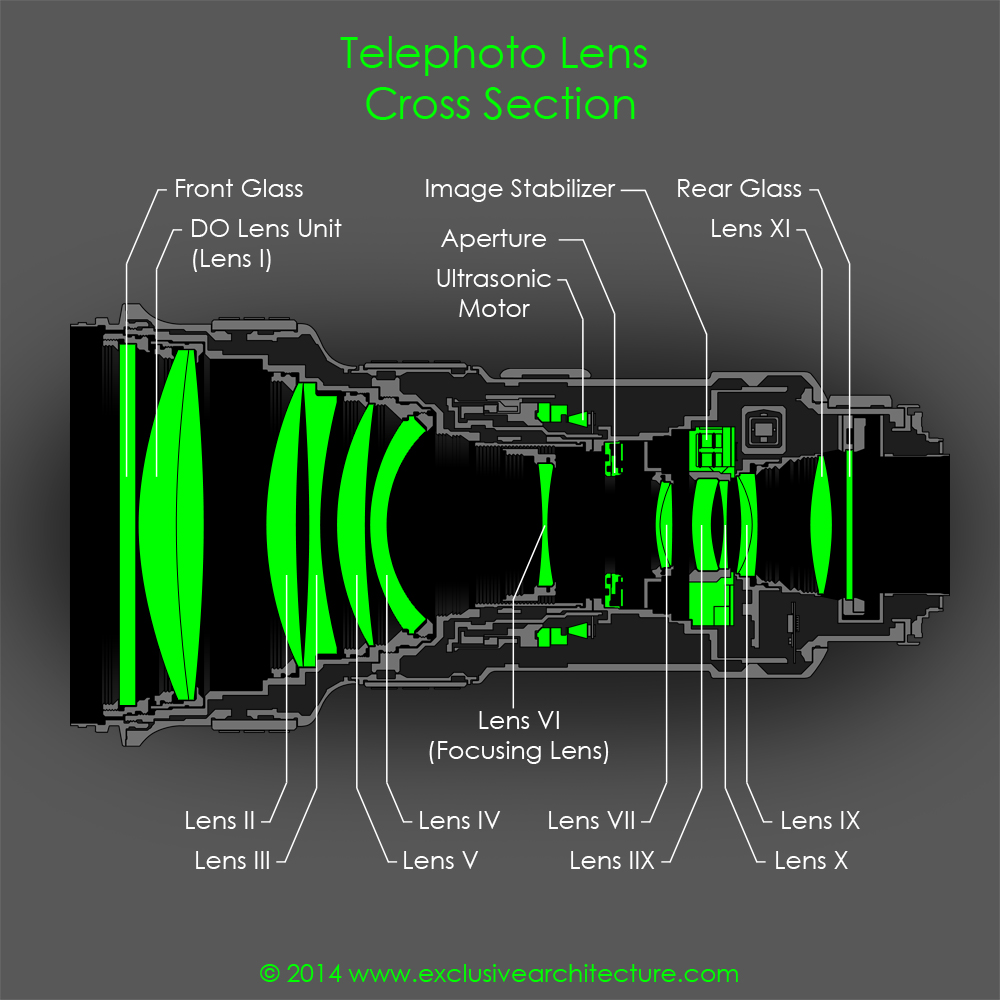 Telephoto Lens
Cross Section
Front Glass
DO Lens Unit
(Lens I)
Image Stabilizer
Aperture
Ultrasonic
Motor
Rear Glass
Lens XI
Lens VI
(Focusing Lens)
Lens II
Lens III
Lens IV
Lens V
Lens VII
Lens IIX
Lens IX
Lens X
© 2014 www.exclusivearchitecture.com